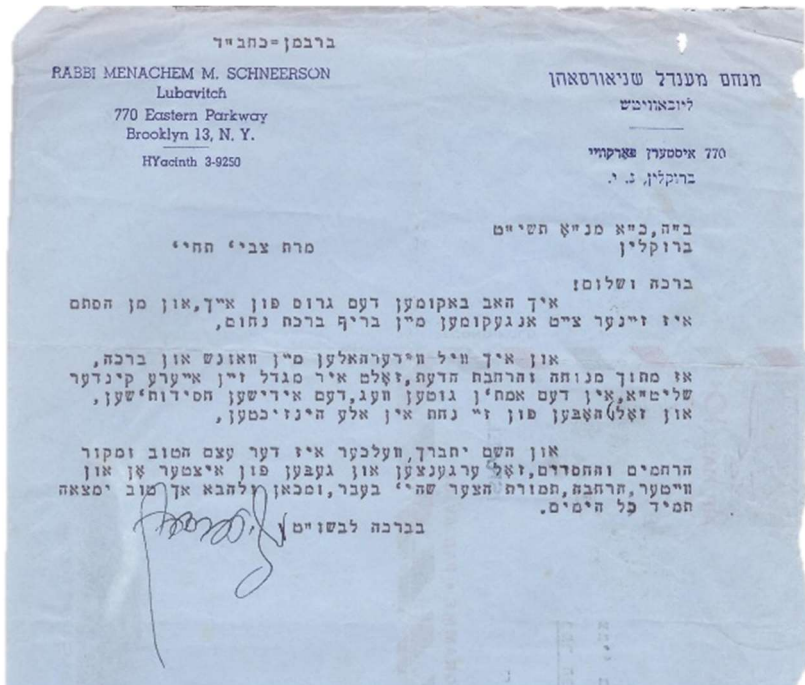 ברבמן=כחב"ד
RABBI MENACHEM M. SCHNEERSON
Lubavitch
770 Eastern Parkway
Brooklyn 13, N. Y.
HYacinth 3-9250
מנחם מענדל שניאורסאהן
ליובאוויטש
770 איסטערן פארקוויי
ברוקלין, נ. י.
ב"ה,כ"א מנ"א תשי"ט
ברוקלין
מרת צבי' תחי'
ברכה ושלום!
איך האב באקומען דעם גרוס פון אייך,און מן הסתם
איז זיינער צייט אנגעקומען מיין בריף ברכת נחום,
און איך וויל ווידערהאלען מיין וואונש און ברכה,
אז מתוך מנוחה והרחבת הדעת,זאלט איר מגדל זיין אייערע קינדער
שליט"א,אין דעם אמת'ן גוטען וועג,דעם אידישען חסידות'שען,
און זאלט האבען פון זיי נחת אין אלע הינזיכטען,
און השם יתברך,וועלכער איז דער עצם הטוב ומקור
הרחמים והחסדים,זאל ערגענצען און געבען פון איצטער אן און
ווייטער,הרחבה,תמורת הצער שהי' בעבר,ומכאן ולהבא אך טוב ימצאה
תמיד כל הימים.
בברכה לבשו"ט